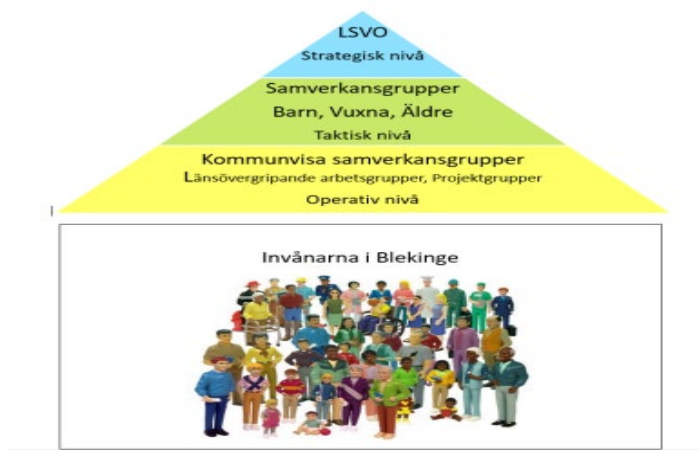 LSVO
Strategisk nivå
Samverkansgrupper
Barn, Vuxna, Äldre
Taktisk nivå
Kommunvisa samverkansgrupper
Länsövergripande arbetsgrupper, Projektgrupper
Operativ nivå
Invånarna i Blekinge